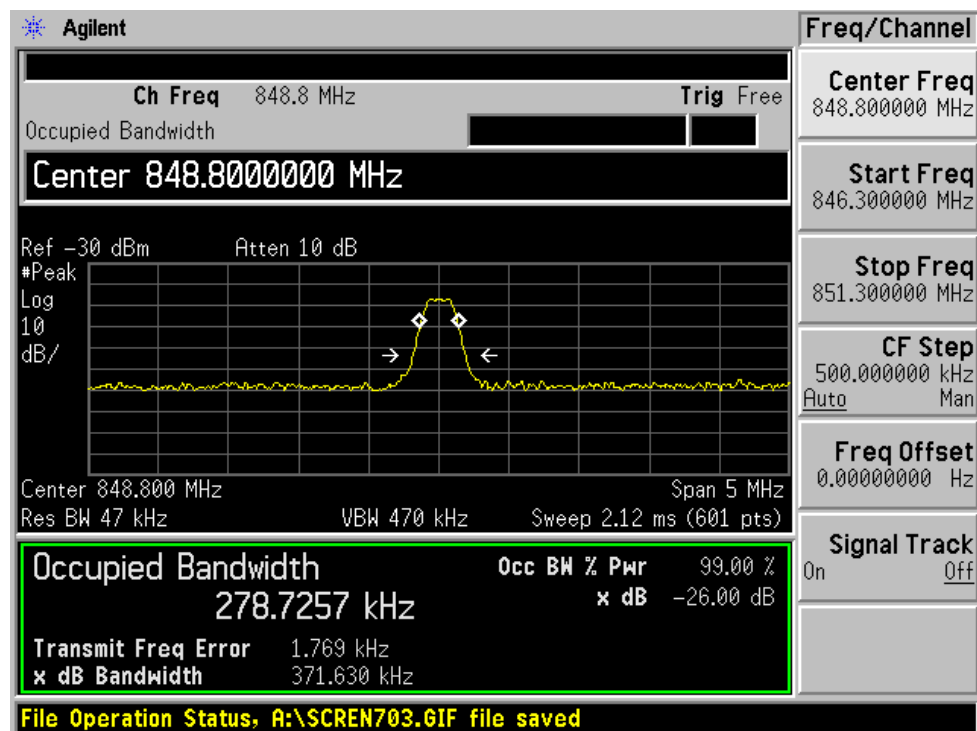 Agilent
Ch Freq 848.8 MHz Trig Free
Occupied Bandwidth
Center 848.8000000 MHz
Ref -30 dBm Atten 10 dB
#Peak
Log
10
dB/
Center 848.800 MHz Span 5 MHz
Res BW 47 kHz VBW 470 kHz Sweep 2.12 ms (601 pts)
Occupied Bandwidth
278.7257 kHz
Occ BW % Pwr 99.00 %
x dB -26.00 dB
Transmit Freq Error 1.769 kHz
x dB Bandwidth 371.630 kHz
File Operation Status, A:\SCREN703.GIF file saved
Freq/Channel
Center Freq
848.800000 MHz
Start Freq
846.300000 MHz
Stop Freq
851.300000 MHz
CF Step
500.000000 kHz
Auto Man
Freq Offset
0.00000000 Hz
Signal Track
On Off